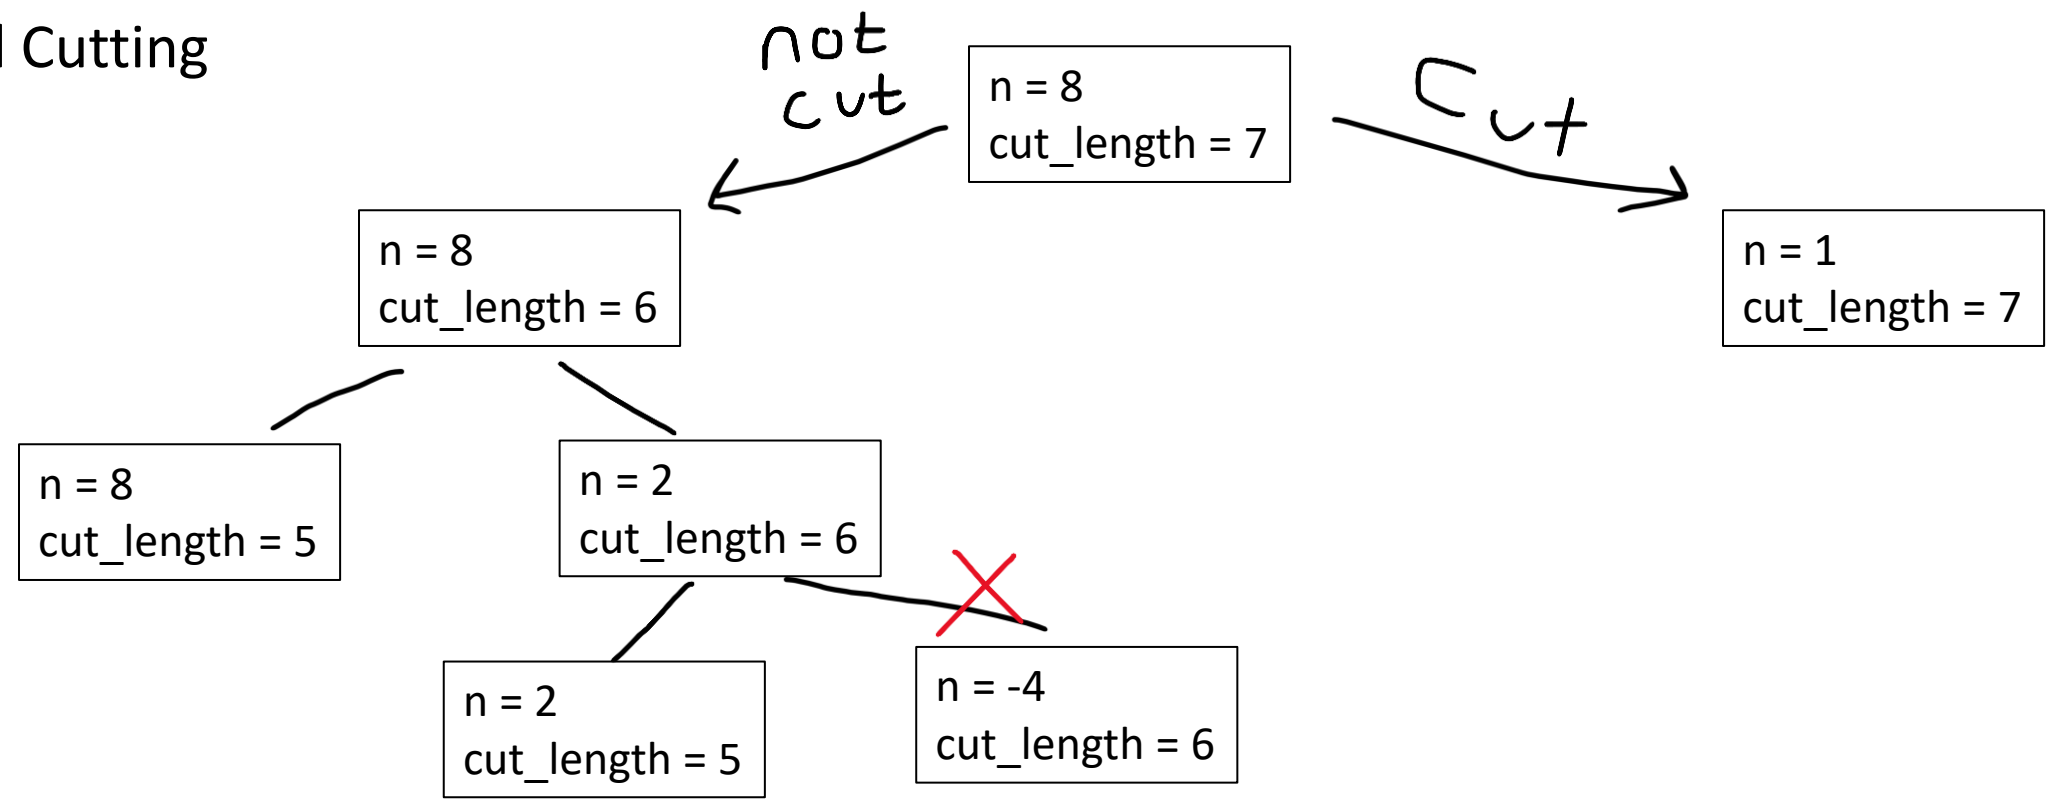 Cutting
not
cut
n = 8
cut_length = 7
cut
n = 8
cut_length = 6
n = 1
cut_length = 7
n = 8
cut_length = 5
n = 2
cut_length = 6
n = 2
cut_length = 5
n = -4
cut_length = 6